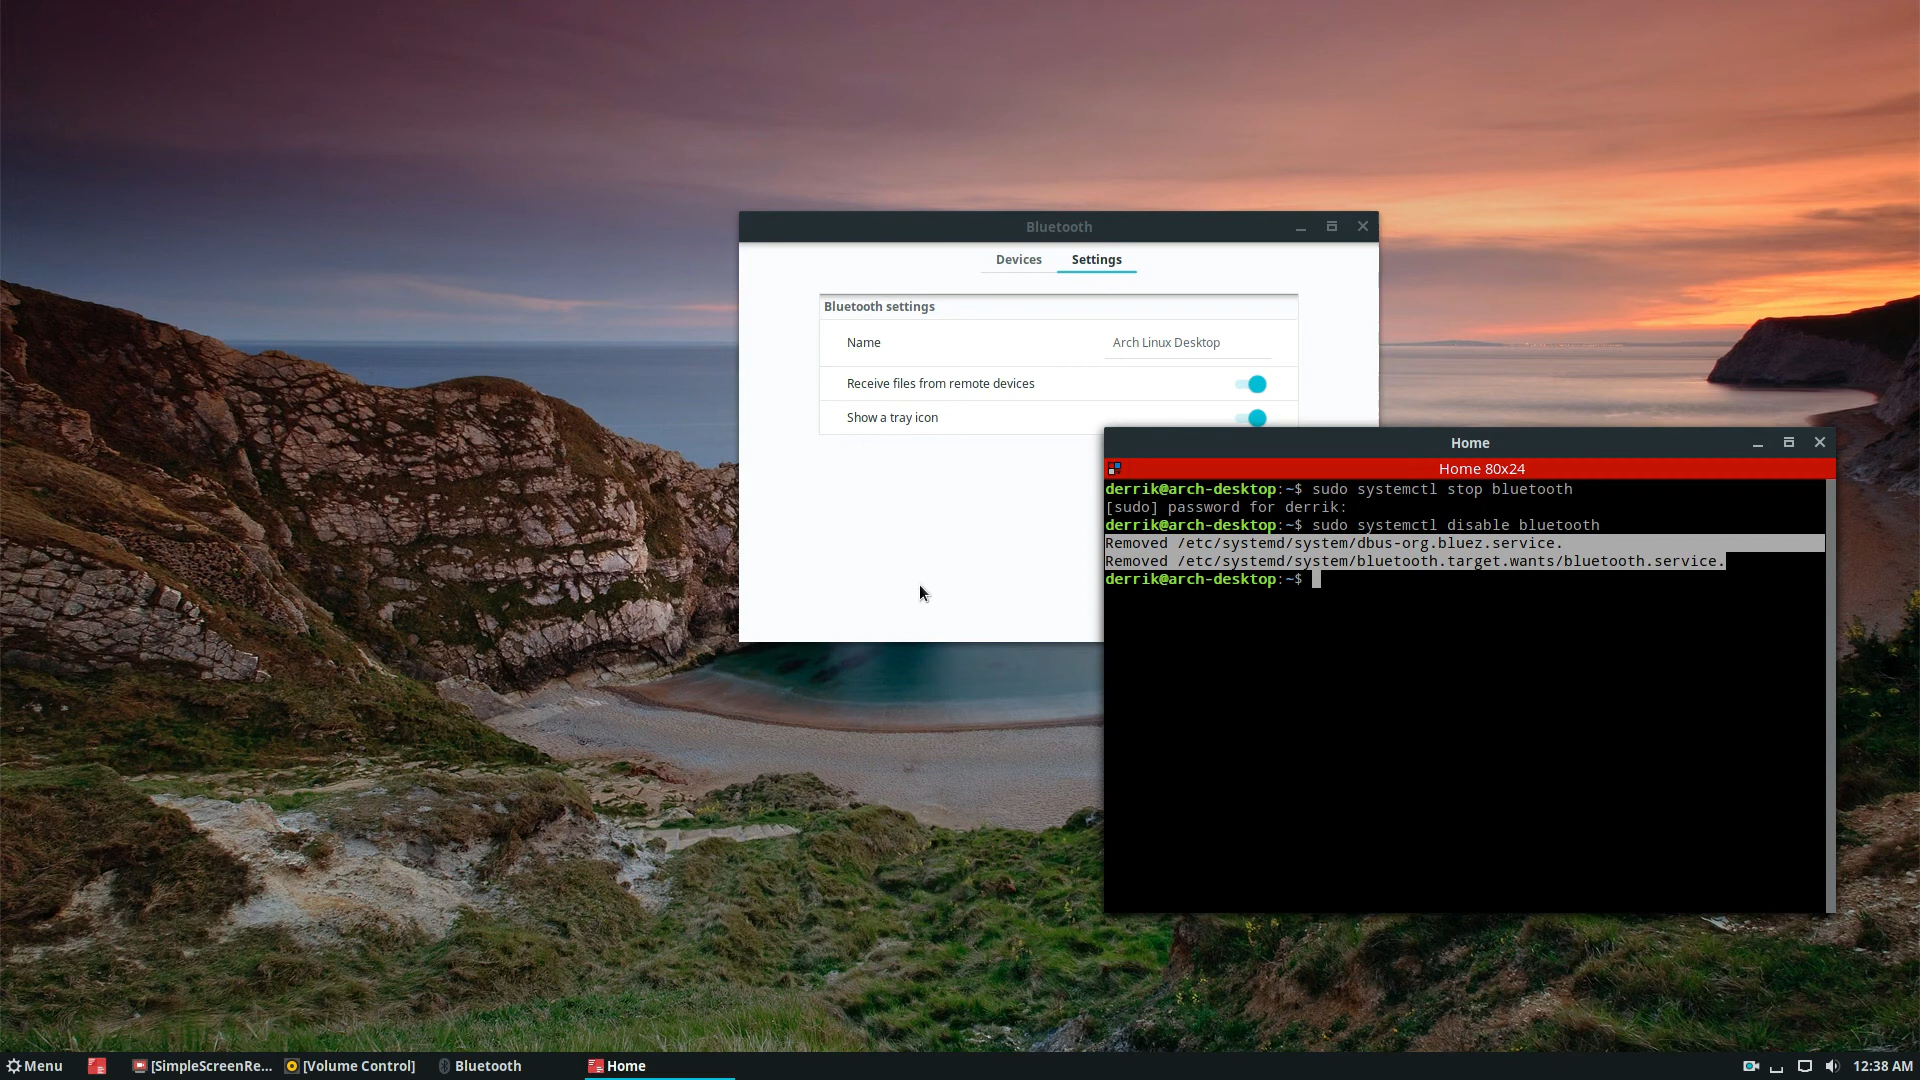 Bluetooth
Devices
Settings
Bluetooth settings
Name
Arch Linux Desktop
Receive files from remote devices
Show a tray icon
Home
Home 80x24
derrik@arch-desktop:~$ sudo systemctl stop bluetooth
[sudo] password for derrik:
derrik@arch-desktop:~$ sudo systemctl disable bluetooth
Removed /etc/systemd/system/dbus-org.bluez.service.
Removed /etc/systemd/system/bluetooth.target.wants/bluetooth.service.
derrik@arch-desktop:~$
Menu
[SimpleScreenRe...
[Volume Control]
Bluetooth
Home
12:38 AM